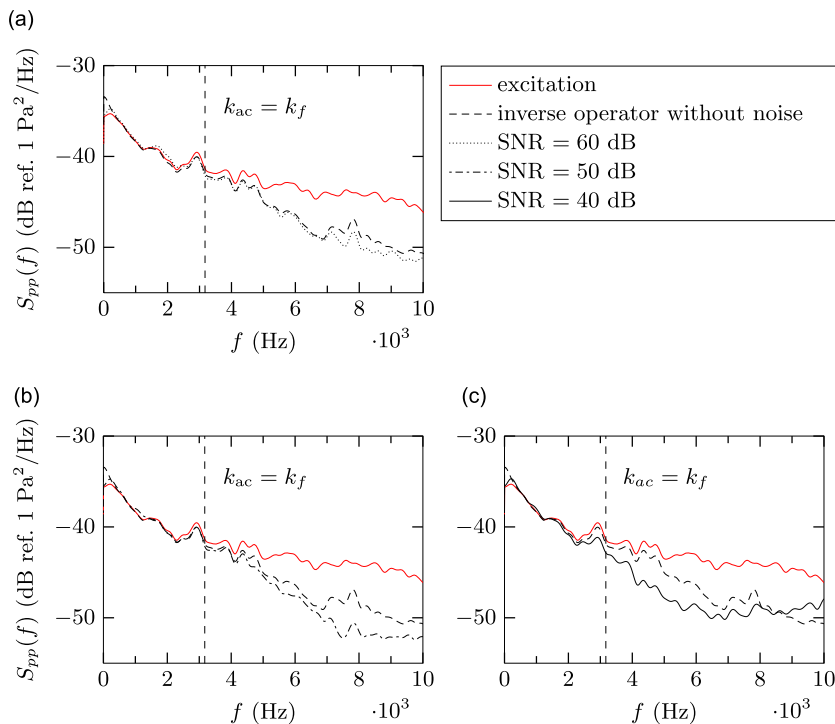 (a)
−30
−40
−50
S_pp(f) (dB ref. 1 Pa²/Hz)
k_ac = k_f
0 2 4 6 8 10
f (Hz) ·10³
excitation
inverse operator without noise
SNR = 60 dB
SNR = 50 dB
SNR = 40 dB
(b)
−30
−40
−50
S_pp(f) (dB ref. 1 Pa²/Hz)
k_ac = k_f
0 2 4 6 8 10
f (Hz) ·10³
(c)
−30
−40
−50
k_ac = k_f
0 2 4 6 8 10
f (Hz) ·10³